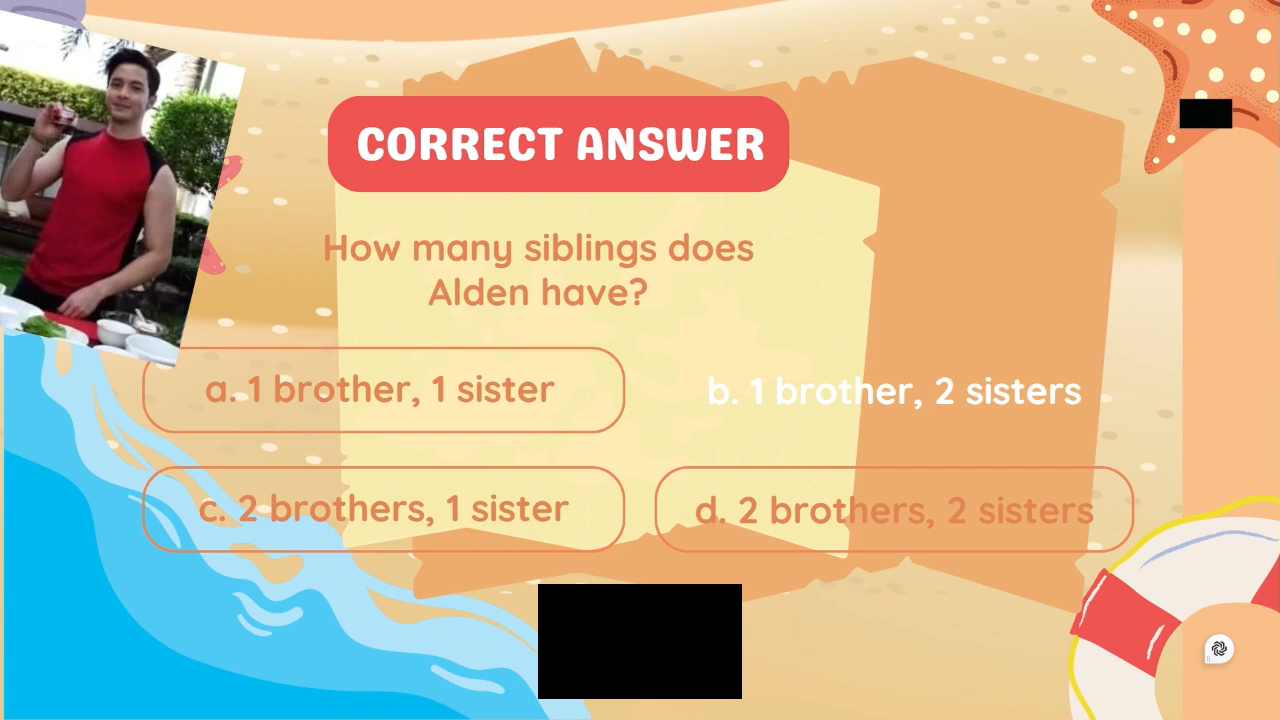 CORRECT ANSWER
How many siblings does
Alden have?
a. 1 brother, 1 sister
b. 1 brother, 2 sisters
c. 2 brothers, 1 sister
d. 2 brothers, 2 sisters